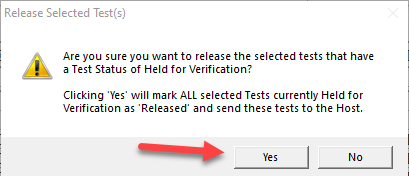 Release Selected Test(s)
Are you sure you want to release the selected tests that have
a Test Status of Held for Verification?
Clicking 'Yes' will mark ALL selected Tests currently Held for
Verification as 'Released' and send these tests to the Host.
Yes
No